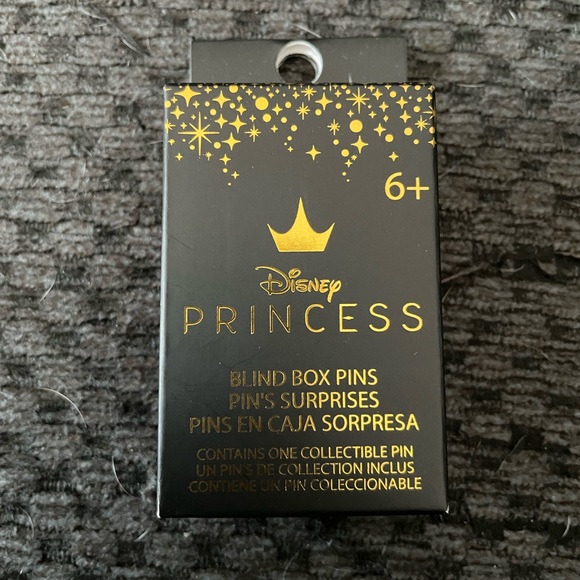 6+
Disney
PRINCESS
BLIND BOX PINS
PIN'S SURPRISES
PINS EN CAJA SORPRESA
CONTAINS ONE COLLECTIBLE PIN
UN PIN'S DE COLLECTION INCLUS
CONTIENE UN PIN COLECCIONABLE